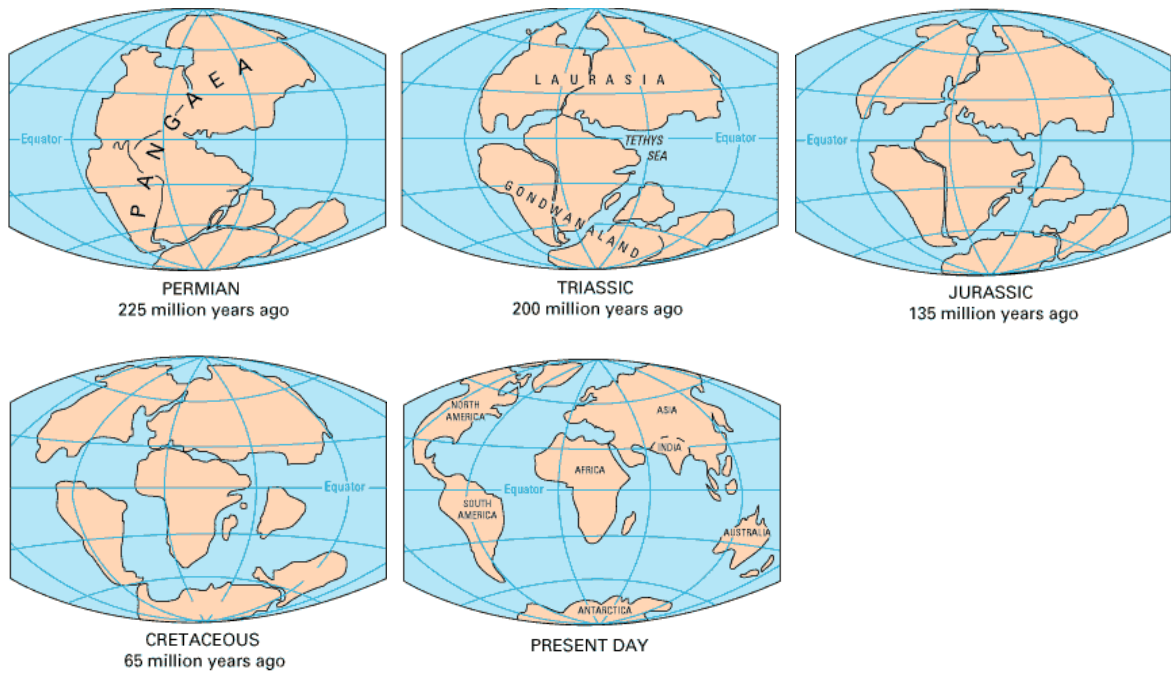 PANGAEA
Equator
PERMIAN
225 million years ago
LAURASIA
TETHYS
SEA
GONDWANALAND
TRIASSIC
200 million years ago
Equator
JURASSIC
135 million years ago
Equator
CRETACEOUS
65 million years ago
NORTH
AMERICA
ASIA
INDIA
AFRICA
Equator
SOUTH
AMERICA
AUSTRALIA
ANTARCTICA
PRESENT DAY